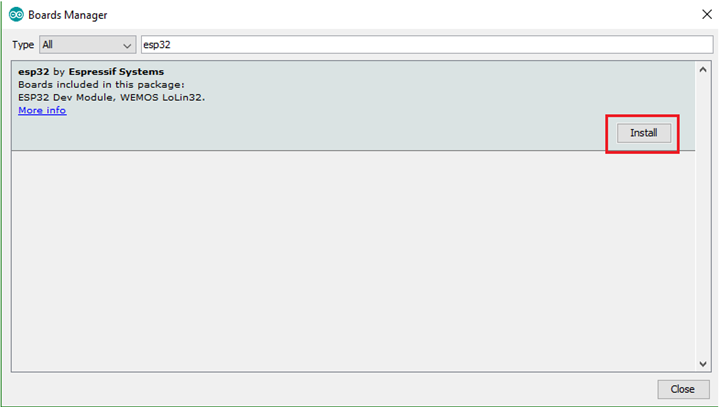 Boards Manager
Type All esp32
esp32 by Espressif Systems
Boards included in this package:
ESP32 Dev Module, WEMOS LoLin32.
More info
Install
Close